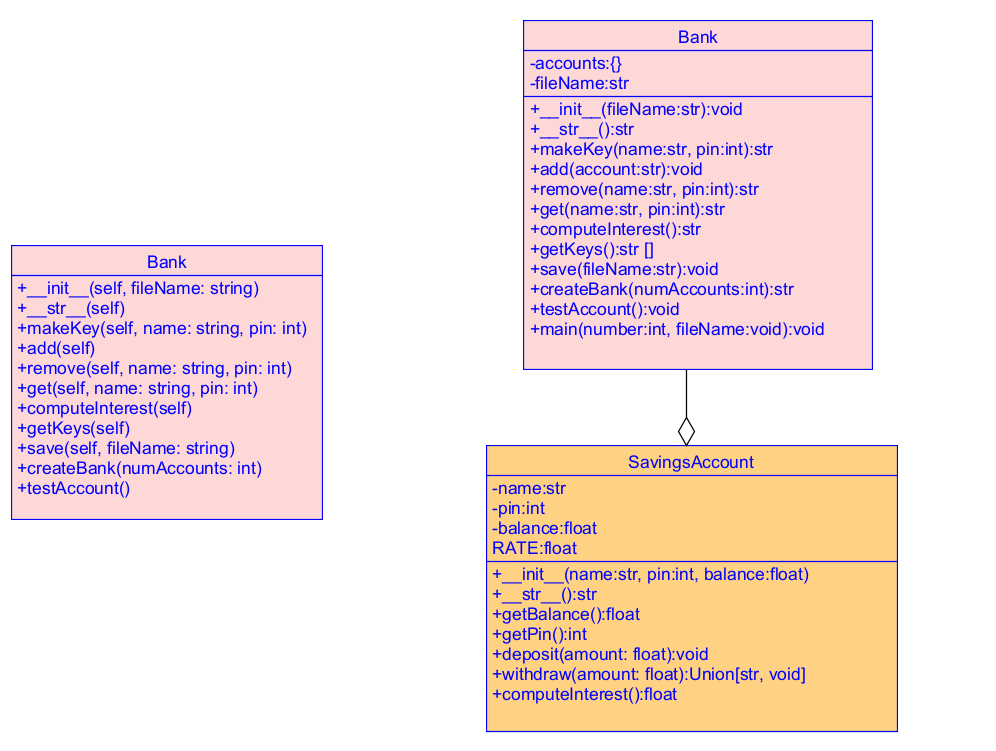 Bank
+__init__(self, fileName: string)
+__str__(self)
+makeKey(self, name: string, pin: int)
+add(self)
+remove(self, name: string, pin: int)
+get(self, name: string, pin: int)
+computeInterest(self)
+getKeys(self)
+save(self, fileName: string)
+createBank(numAccounts: int)
+testAccount()
Bank
-accounts:{}
-fileName:str
+__init__(fileName:str):void
+__str__():str
+makeKey(name:str, pin:int):str
+add(account:str):void
+remove(name:str, pin:int):str
+get(name:str, pin:int):str
+computeInterest():str
+getKeys():str []
+save(fileName:str):void
+createBank(numAccounts:int):str
+testAccount():void
+main(number:int, fileName:void):void
SavingsAccount
-name:str
-pin:int
-balance:float
RATE:float
+__init__(name:str, pin:int, balance:float)
+__str__():str
+getBalance():float
+getPin():int
+deposit(amount: float):void
+withdraw(amount: float):Union[str, void]
+computeInterest():float